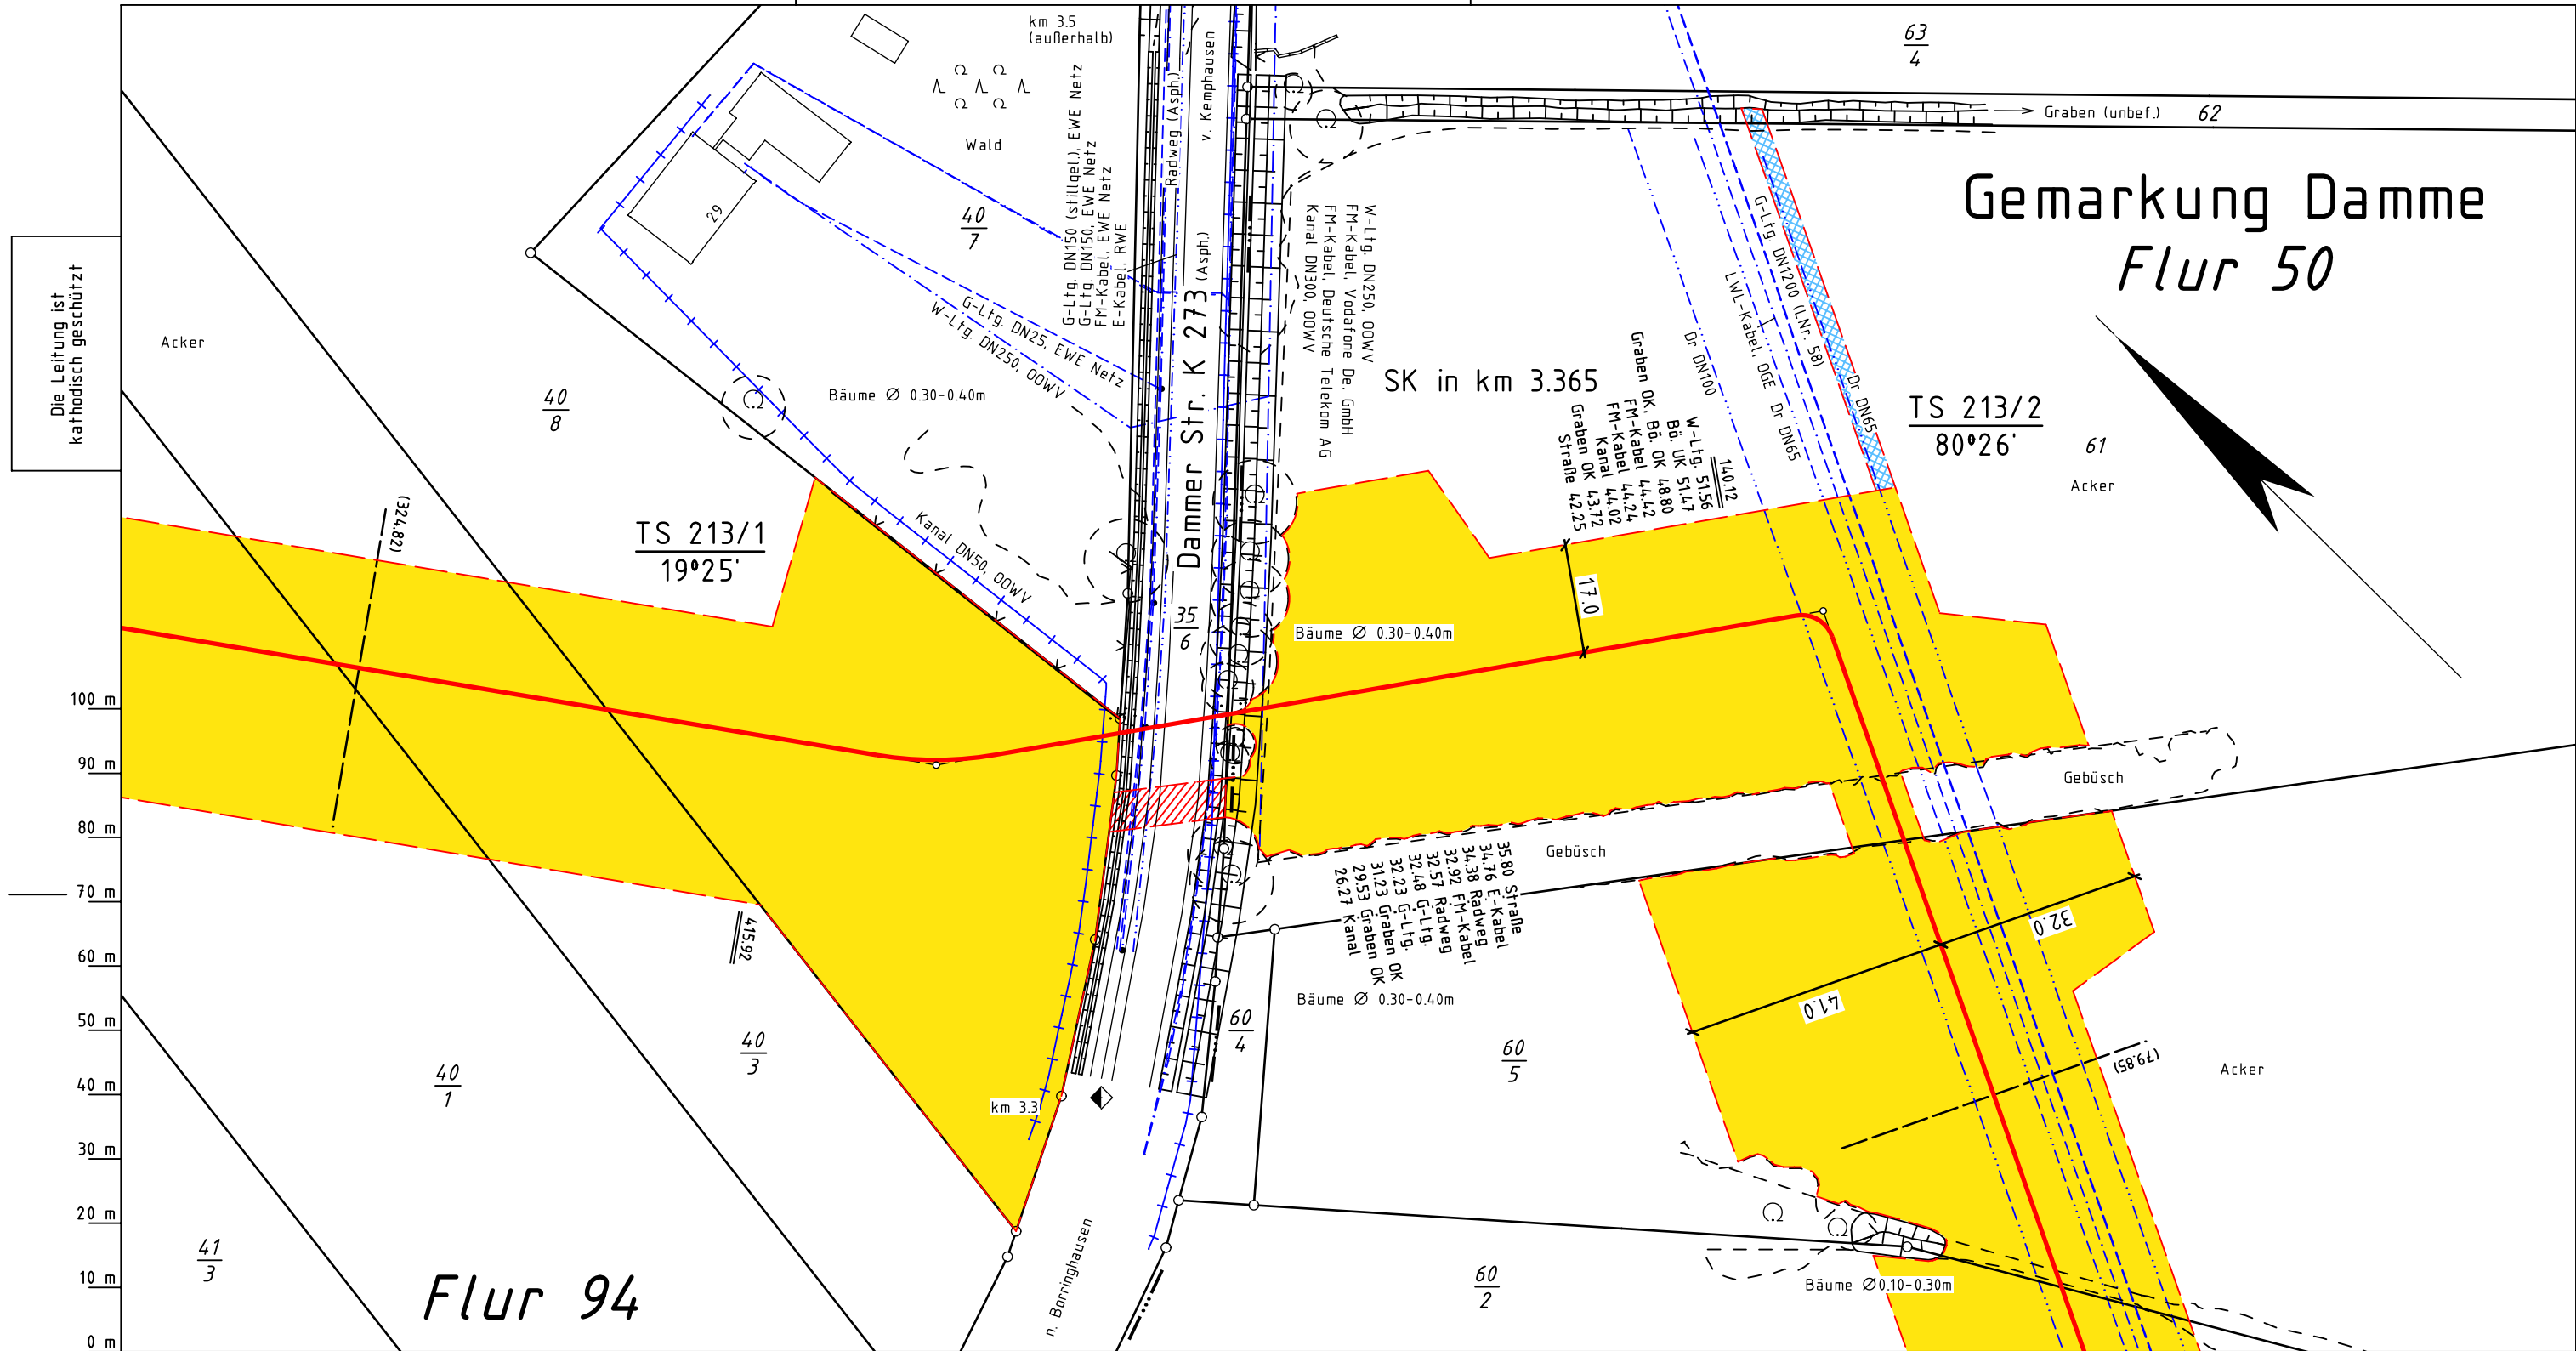 km 3.5
(außerhalb)
63
4
Graben (unbef.)
62
Gemarkung Damme
Flur 50
Wald
40
7
29
G-Ltg. DN150 (stillgel.), EWE Netz
G-Ltg. DN150, EWE Netz
FM-Kabel, EWE Netz
E-Kabel, RWE
Radweg (Asph.)
v. Kemphausen
Dammer Str. K 273 (Asph.)
W-Ltg. DN250, OOWV
FM-Kabel, Vodafone De. GmbH
FM-Kabel, Deutsche Telekom AG
Kanal DN300, OOWV
Die Leitung ist
kathodisch geschützt
Acker
40
8
G-Ltg. DN25, EWE Netz
W-Ltg. DN250, OOWV
Bäume Ø 0.30-0.40m
SK in km 3.365
G-Ltg. DN1200 (LNr. 58)
LWL-Kabel, OGE
Dr DN65
Dr DN100
Dr DN65
TS 213/2
80°26'
61
Acker
140.12
W-Ltg. 51.56
Bö. UK 51.47
Graben OK, Bö. OK 48.80
FM-Kabel 44.42
FM-Kabel 44.24
Kanal 44.02
Graben OK 43.72
Straße 42.25
(324.82)
TS 213/1
19°25'
Kanal DN50, OOWV
35
6
Bäume Ø 0.30-0.40m
17.0
100 m
90 m
80 m
70 m
60 m
50 m
40 m
30 m
20 m
10 m
0 m
Gebüsch
Gebüsch
35.80 Straße
34.76 E-Kabel
34.38 Radweg
32.92 FM-Kabel
32.57 Radweg
32.48 G-Ltg.
32.23 G-Ltg.
31.23 Graben OK
29.53 Graben OK
26.27 Kanal
415.92
32.0
41.0
Bäume Ø 0.30-0.40m
60
4
40
3
40
1
60
5
(79.85)
Acker
km 3.3
41
3
Flur 94
n. Borringhausen
60
2
Bäume Ø0.10-0.30m